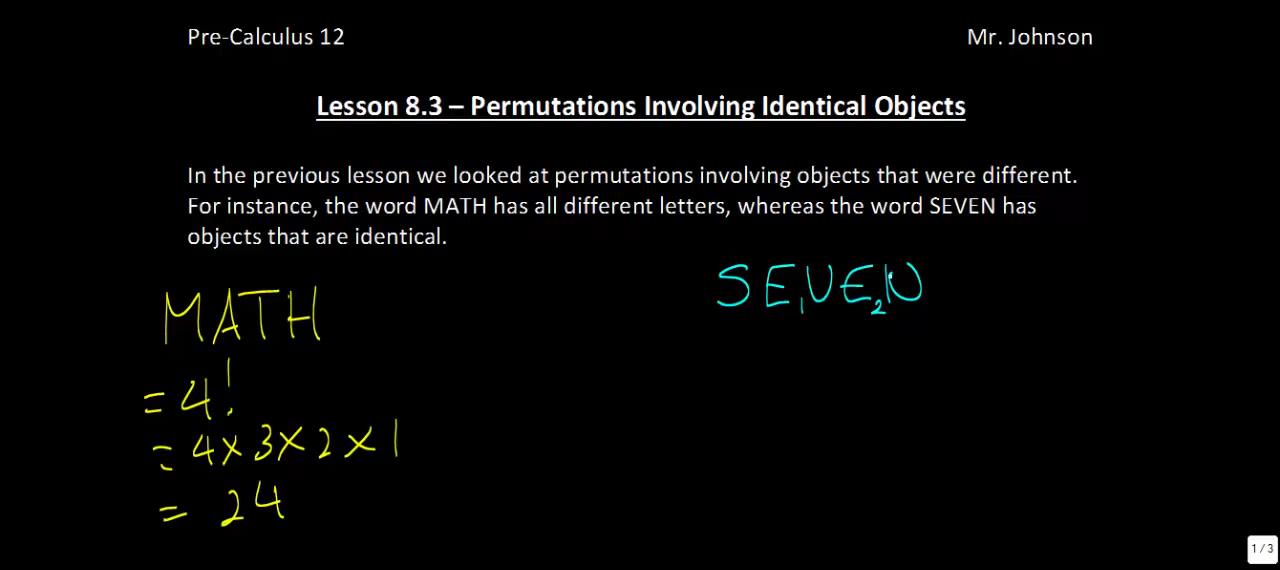 Pre-Calculus 12 Mr. Johnson
Lesson 8.3 – Permutations Involving Identical Objects
In the previous lesson we looked at permutations involving objects that were different.
For instance, the word MATH has all different letters, whereas the word SEVEN has
objects that are identical.
SE₁VE₂N
MATH
= 4!
= 4 × 3 × 2 × 1
= 24
1 / 3